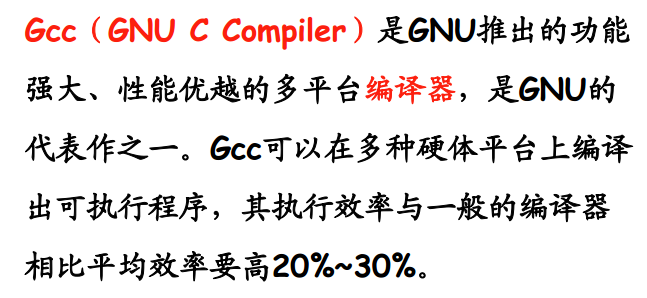 Gcc（GNU C Compiler）是GNU推出的功能
强大、性能优越的多平台编译器，是GNU的
代表作之一。Gcc可以在多种硬体平台上编译
出可执行程序，其执行效率与一般的编译器
相比平均效率要高20%~30%。